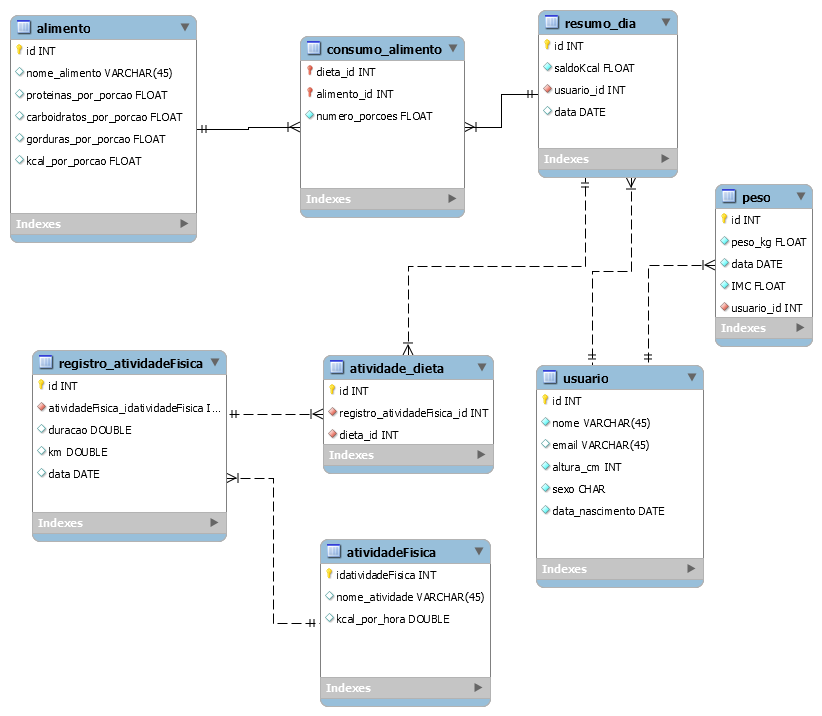 alimento
id INT
nome_alimento VARCHAR(45)
proteinas_por_porcao FLOAT
carboidratos_por_porcao FLOAT
gorduras_por_porcao FLOAT
kcal_por_porcao FLOAT
Indexes
consumo_alimento
dieta_id INT
alimento_id INT
numero_porcoes FLOAT
Indexes
resumo_dia
id INT
saldoKcal FLOAT
usuario_id INT
data DATE
Indexes
peso
id INT
peso_kg FLOAT
data DATE
IMC FLOAT
usuario_id INT
Indexes
registro_atividadeFisica
id INT
atividadeFisica_idatividadeFisica I...
duracao DOUBLE
km DOUBLE
data DATE
Indexes
atividade_dieta
id INT
registro_atividadeFisica_id INT
dieta_id INT
Indexes
usuario
id INT
nome VARCHAR(45)
email VARCHAR(45)
altura_cm INT
sexo CHAR
data_nascimento DATE
Indexes
atividadeFisica
idatividadeFisica INT
nome_atividade VARCHAR(45)
kcal_por_hora DOUBLE
Indexes